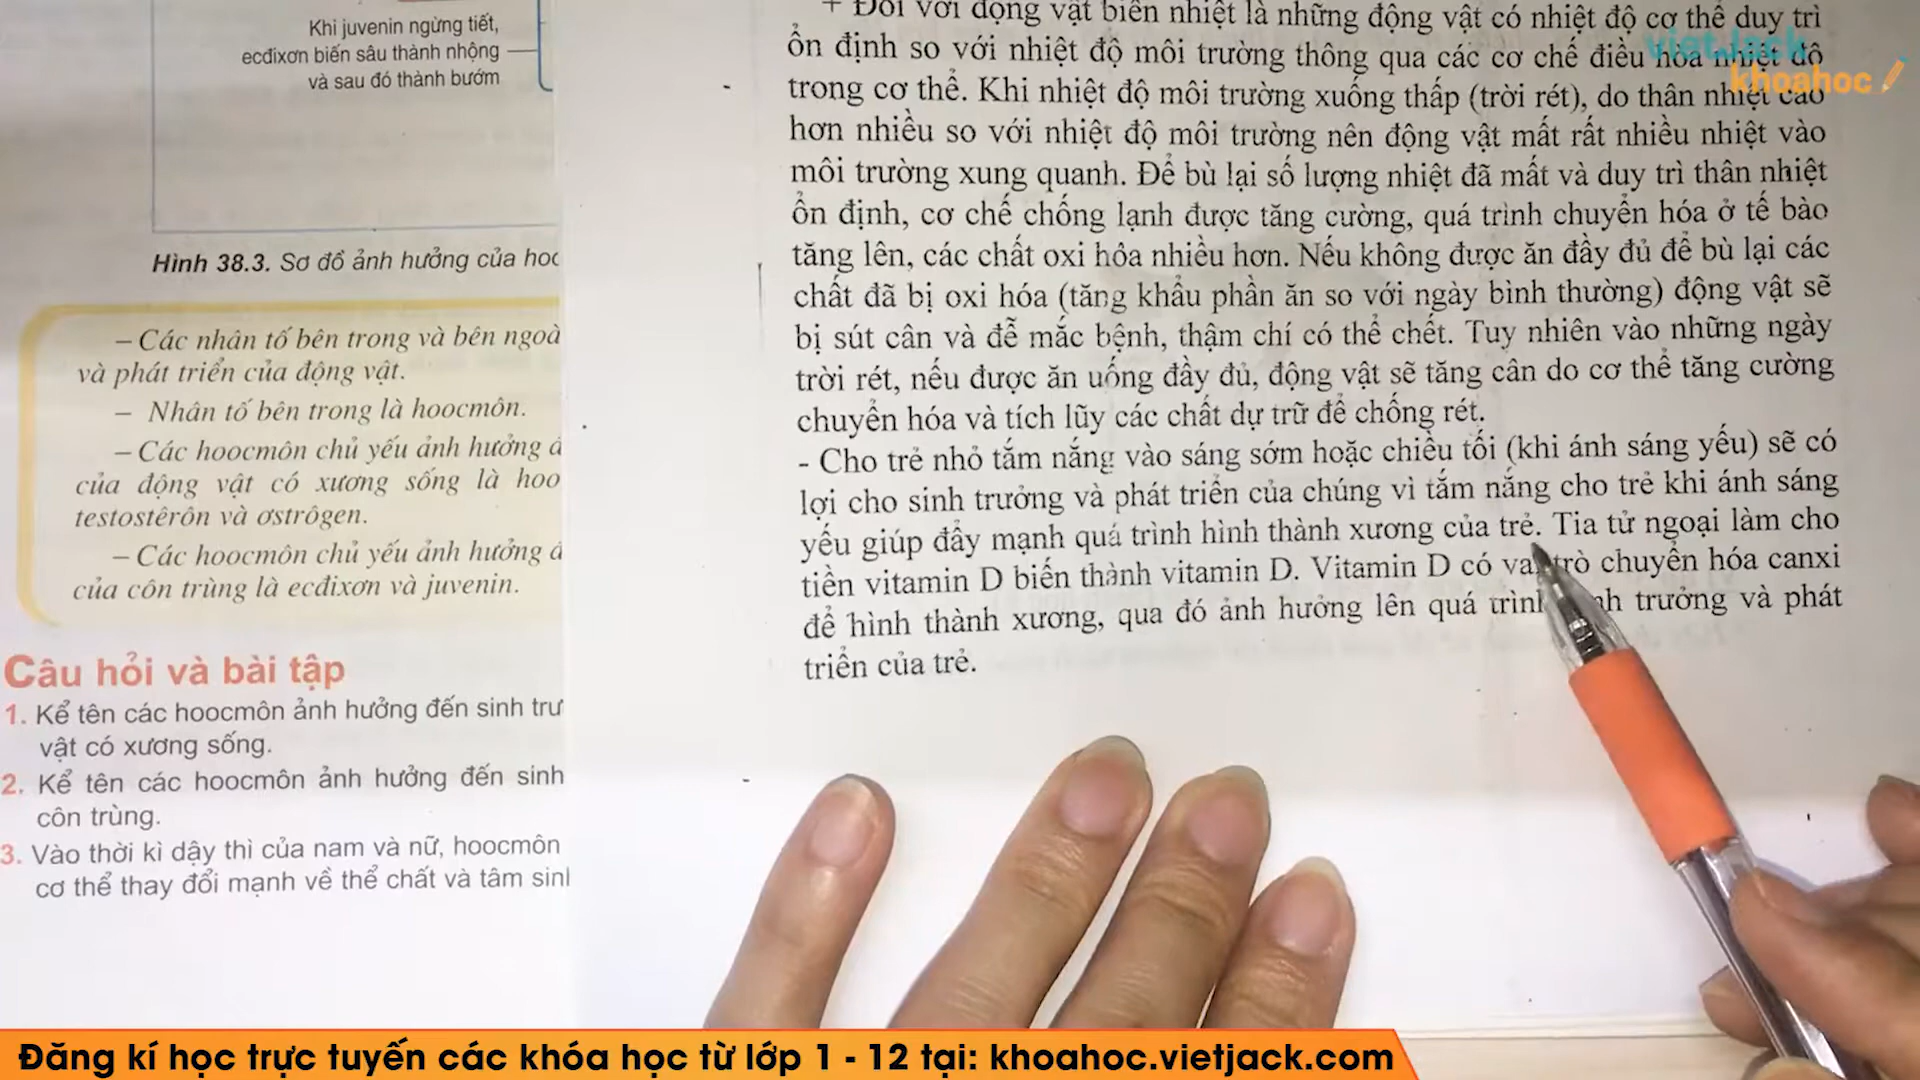 Khi juvenin ngừng tiết,
ecđixơn biến sâu thành nhộng
và sau đó thành bướm
Hình 38.3. Sơ đồ ảnh hưởng của hoc
– Các nhân tố bên trong và bên ngoà
và phát triển của động vật.
– Nhân tố bên trong là hoocmôn.
– Các hoocmôn chủ yếu ảnh hưởng đ
của động vật có xương sống là hoo
testostêrôn và ơstrôgen.
– Các hoocmôn chủ yếu ảnh hưởng đ
của côn trùng là ecđixơn và juvenin.
Câu hỏi và bài tập
1. Kể tên các hoocmôn ảnh hưởng đến sinh trư
vật có xương sống.
2. Kể tên các hoocmôn ảnh hưởng đến sinh
côn trùng.
3. Vào thời kì dậy thì của nam và nữ, hoocmôn
cơ thể thay đổi mạnh về thể chất và tâm sinl
+ Đối với động vật biến nhiệt là những động vật có nhiệt độ cơ thể duy trì
ổn định so với nhiệt độ môi trường thông qua các cơ chế điều hòa nhiệt độ
trong cơ thể. Khi nhiệt độ môi trường xuống thấp (trời rét), do thân nhiệt cao
hơn nhiều so với nhiệt độ môi trường nên động vật mất rất nhiều nhiệt vào
môi trường xung quanh. Để bù lại số lượng nhiệt đã mất và duy trì thân nhiệt
ổn định, cơ chế chống lạnh được tăng cường, quá trình chuyển hóa ở tế bào
tăng lên, các chất oxi hôa nhiều hơn. Nếu không được ăn đầy đủ để bù lại các
chất đã bị oxi hóa (tăng khẩu phần ăn so với ngày bình thường) động vật sẽ
bị sút cân và dễ mắc bệnh, thậm chí có thể chết. Tuy nhiên vào những ngày
trời rét, nếu được ăn uống đầy đủ, động vật sẽ tăng cân do cơ thể tăng cường
chuyển hóa và tích lũy các chất dự trữ để chống rét.
- Cho trẻ nhỏ tắm nắng vào sáng sớm hoặc chiều tối (khi ánh sáng yếu) sẽ có
lợi cho sinh trưởng và phát triển của chúng vì tắm nắng cho trẻ khi ánh sáng
yếu giúp đẩy mạnh quá trình hình thành xương của trẻ. Tia tử ngoại làm cho
tiền vitamin D biến thành vitamin D. Vitamin D có vai trò chuyển hóa canxi
để hình thành xương, qua đó ảnh hưởng lên quá trình trưởng và phát
triển của trẻ.
vietJack
khoahoc
Đăng kí học trực tuyến các khóa học từ lớp 1 - 12 tại: khoahoc.vietjack.com